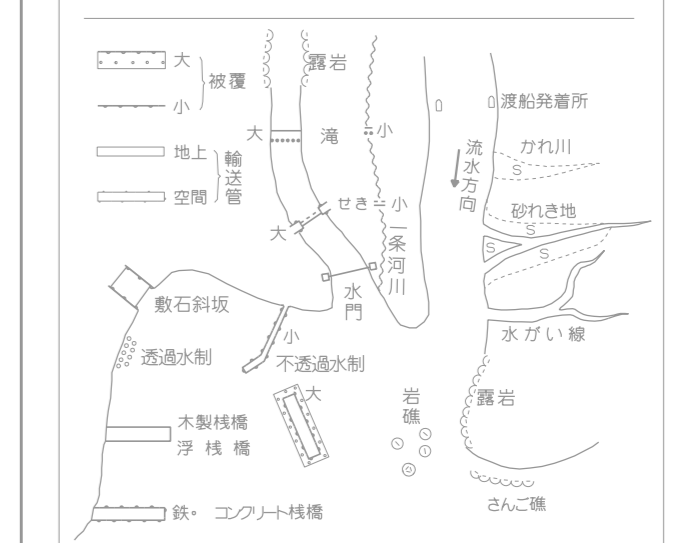 大
被覆
小
地上
輸送管
空間
露岩
大
滝
小
せき
小
大
一条河川
水門
渡船発着所
流水方向
かれ川
S
砂れき地
S
S
水がい線
敷石斜坂
透過水制
小
不透過水制
大
岩礁
露岩
木製桟橋
浮桟橋
鉄。コンクリート桟橋
さんご礁